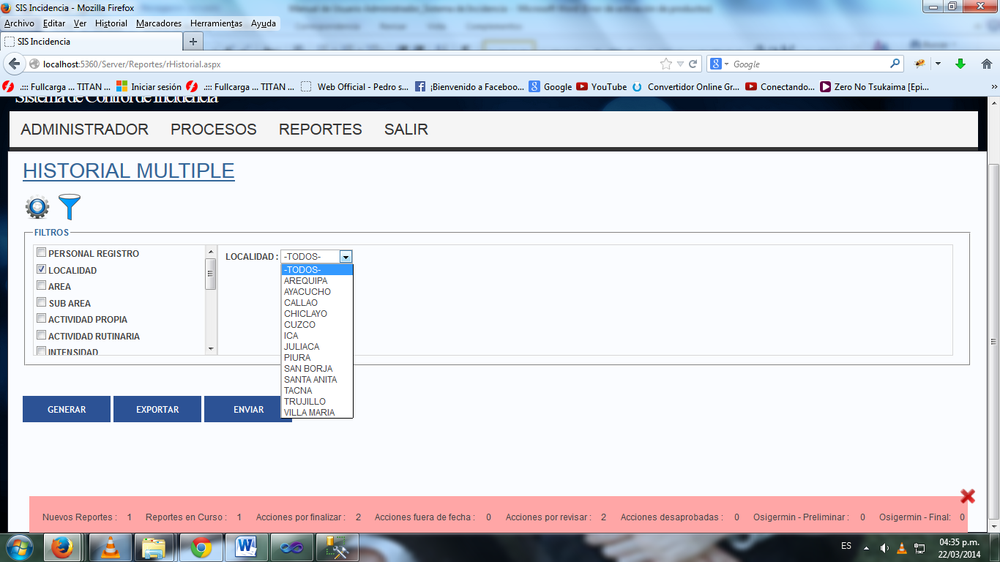 SIS Incidencia - Mozilla Firefox
Archivo Editar Ver Historial Marcadores Herramientas Ayuda
SIS Incidencia
localhost:5360/Server/Reportes/rHistorial.aspx
Google
.::: Fullcarga ... TITAN ... Iniciar sesión .::: Fullcarga ... TITAN ... Web Official - Pedro s... ¡Bienvenido a Faceboo... Google YouTube Convertidor Online Gr... Conectando... Zero No Tsukaima [Epi...
Sistema de Control de Incidencia
ADMINISTRADOR PROCESOS REPORTES SALIR
HISTORIAL MULTIPLE
FILTROS
PERSONAL REGISTRO
LOCALIDAD
AREA
SUB AREA
ACTIVIDAD PROPIA
ACTIVIDAD RUTINARIA
INTENSIDAD
LOCALIDAD : -TODOS-
-TODOS-
AREQUIPA
AYACUCHO
CALLAO
CHICLAYO
CUZCO
ICA
JULIACA
PIURA
SAN BORJA
SANTA ANITA
TACNA
TRUJILLO
VILLA MARIA
GENERAR EXPORTAR ENVIAR
Nuevos Reportes : 1 Reportes en Curso : 1 Acciones por finalizar : 2 Acciones fuera de fecha : 0 Acciones por revisar : 2 Acciones desaprobadas : 0 Osigermin - Preliminar : 0 Osigermin - Final: 0
ES
04:35 p.m.
22/03/2014